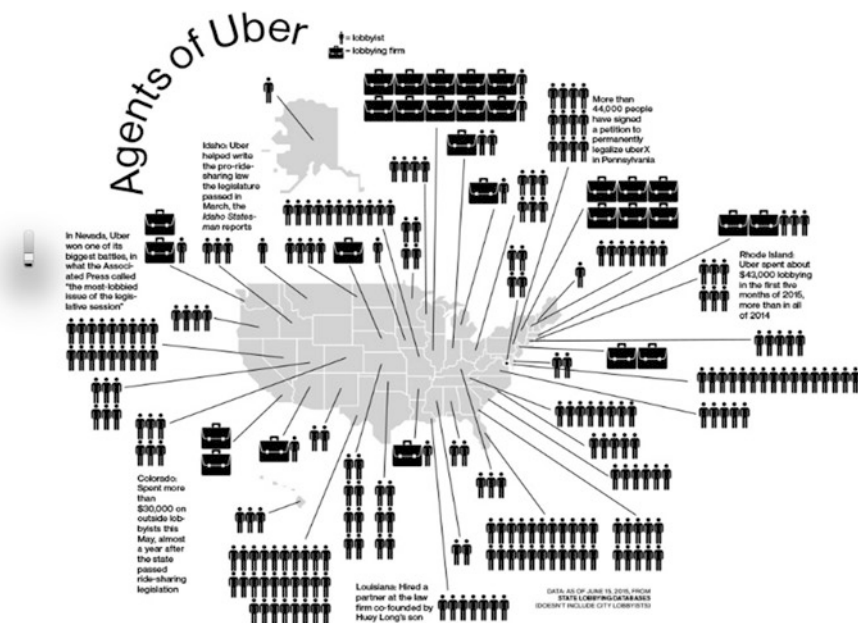 Agents of Uber
= lobbyist
= lobbying firm
More than
44,000 people
have signed
a petition to
permanently
legalize uberX
in Pennsylvania
Idaho: Uber
helped write
the pro-ride-
sharing law
the legislature
passed in
March, the
Idaho States-
man reports
In Nevada, Uber
won one of its
biggest battles, in
what the Associ-
ated Press called
"the most-lobbied
issue of the legis-
lative session"
Rhode Island:
Uber spent about
$43,000 lobbying
in the first five
months of 2015,
more than in all
of 2014
Colorado:
Spent more
than
$30,000 on
outside lob-
byists this
May, almost
a year after
the state
passed
ride-sharing
legislation
Louisiana: Hired a
partner at the law
firm co-founded by
Huey Long's son
DATA: AS OF JUNE 15, 2015, FROM
STATE LOBBYING DATABASES
(DOESN'T INCLUDE CITY LOBBYISTS)